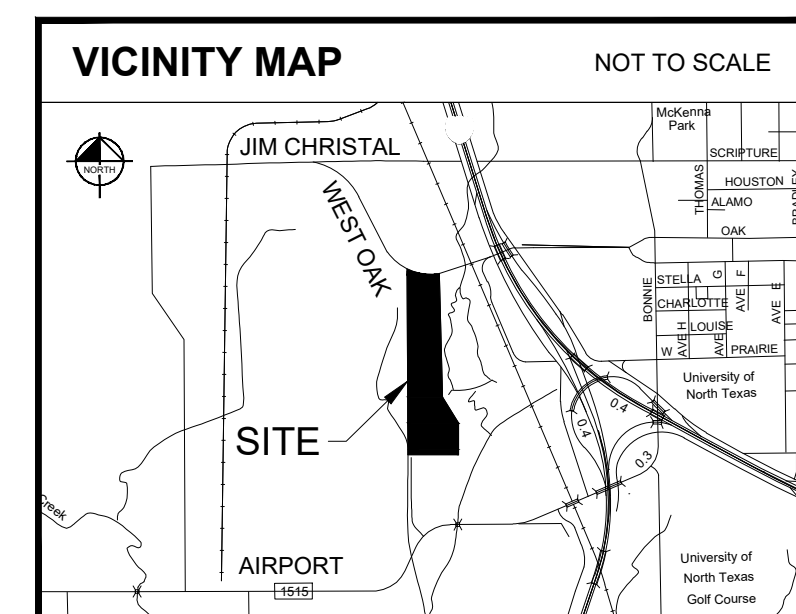 VICINITY MAP
NOT TO SCALE
McKenna
Park
NORTH
JIM CHRISTAL
SCRIPTURE
THOMAS
HOUSTON
BRADLEY
ALAMO
WEST OAK
OAK
BONNIE
STELLA
G
AVE F
AVE E
CHARLOTTE
AVE H
LOUISE
AVE
W
PRAIRIE
University of
North Texas
0.4
0.4
SITE
0.3
Creek
AIRPORT
1515
University of
North Texas
Golf Course